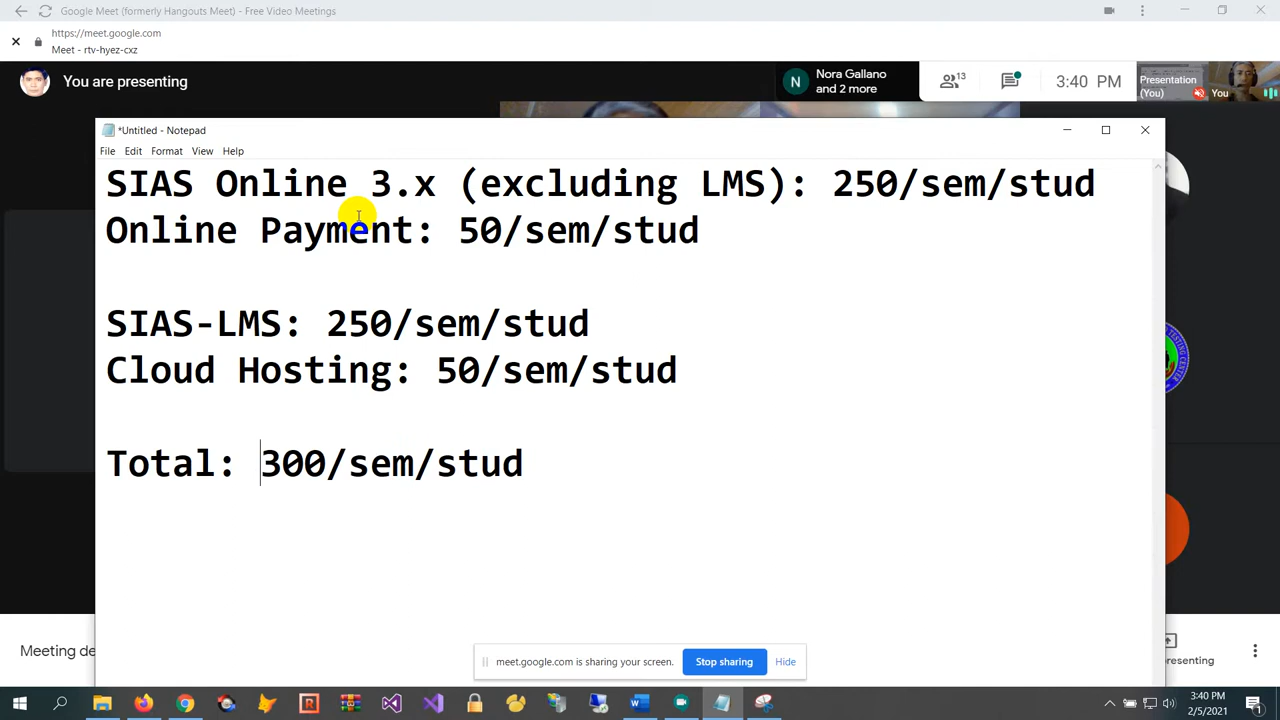 Google Meet (formerly Hangouts Meet) - Free Video Meetings
https://meet.google.com
Meet - rtv-hyez-cxz
You are presenting
N
Nora Gallano
and 2 more
13
3:40 PM
Presentation
(You)
You
*Untitled - Notepad
File Edit Format View Help
SIAS Online 3.x (excluding LMS): 250/sem/stud
Online Payment: 50/sem/stud
SIAS-LMS: 250/sem/stud
Cloud Hosting: 50/sem/stud
Total: 300/sem/stud
TESTING CENTER
Meeting de
presenting
meet.google.com is sharing your screen.
Stop sharing
Hide
3:40 PM
2/5/2021